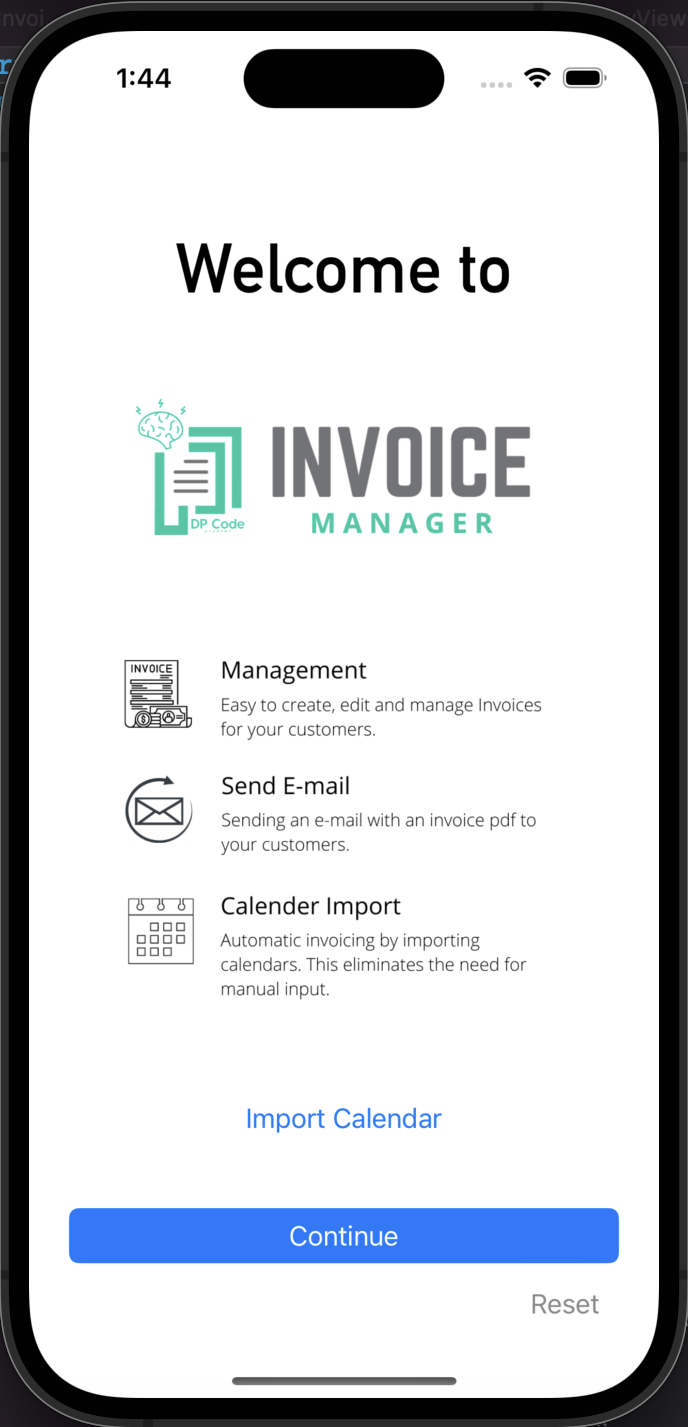 1:44
Welcome to
INVOICE
MANAGER
DP Code
INVOICE
Management
Easy to create, edit and manage Invoices
for your customers.
Send E-mail
Sending an e-mail with an invoice pdf to
your customers.
Calender Import
Automatic invoicing by importing
calendars. This eliminates the need for
manual input.
Import Calendar
Continue
Reset